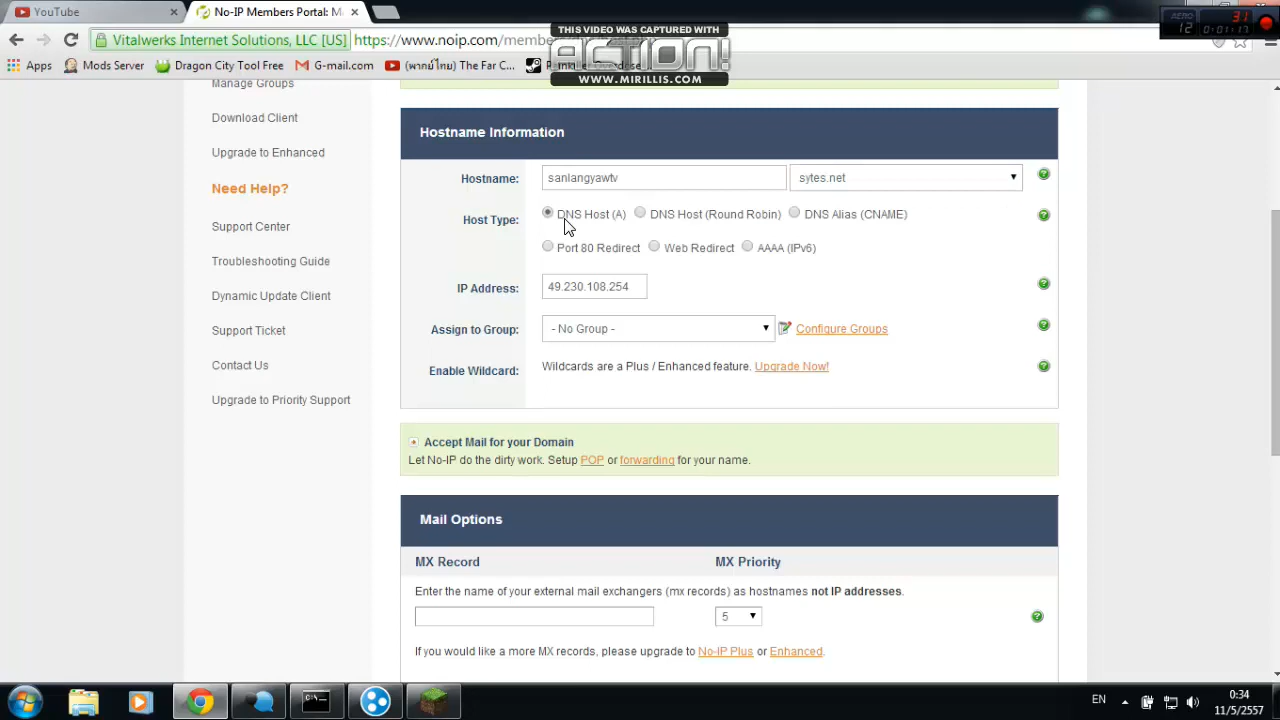 YouTube
No-IP Members Portal: M
Vitalwerks Internet Solutions, LLC [US]
https://www.noip.com/membe
THIS VIDEO WAS CAPTURED WITH
ACTION!
WWW.MIRILLIS.COM
31
12
0:01:17
Apps
Mods Server
Dragon City Tool Free
G-mail.com
(พากย์ไทย) The Far C...
Manage Groups
Download Client
Upgrade to Enhanced
Need Help?
Support Center
Troubleshooting Guide
Dynamic Update Client
Support Ticket
Contact Us
Upgrade to Priority Support
Hostname Information
Hostname:
sanlangyawtv
sytes.net
Host Type:
DNS Host (A)
DNS Host (Round Robin)
DNS Alias (CNAME)
Port 80 Redirect
Web Redirect
AAAA (IPv6)
IP Address:
49.230.108.254
Assign to Group:
- No Group -
Configure Groups
Enable Wildcard:
Wildcards are a Plus / Enhanced feature. Upgrade Now!
Accept Mail for your Domain
Let No-IP do the dirty work. Setup POP or forwarding for your name.
Mail Options
MX Record
MX Priority
Enter the name of your external mail exchangers (mx records) as hostnames not IP addresses.
5
If you would like a more MX records, please upgrade to No-IP Plus or Enhanced.
EN
0:34
11/5/2557